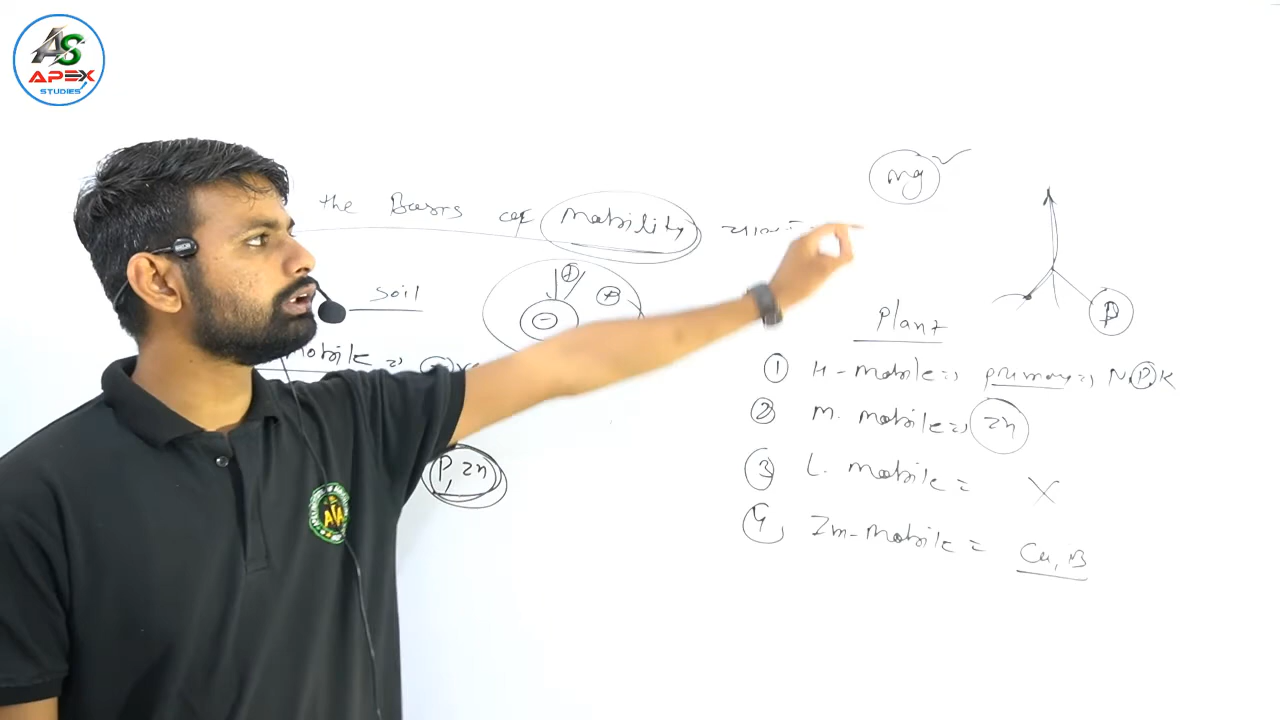 AS
APEX
STUDIES
Mg
the Basis of Mobility
soil
mobile =>
P, Zn
Plant
P
① H-mobile => primary => N, P, K
② M. mobile => Zn
③ L. mobile = X
④ Im-mobile = Ca, B